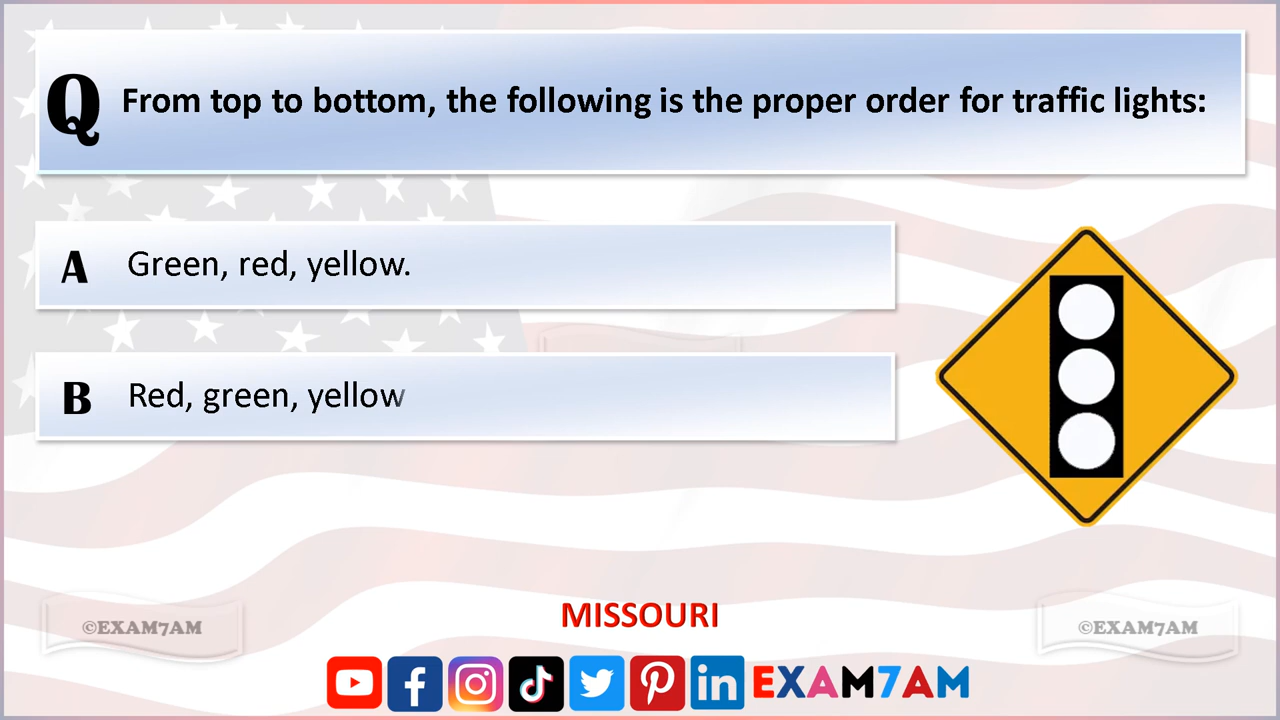 Q From top to bottom, the following is the proper order for traffic lights:
A Green, red, yellow.
B Red, green, yellow
MISSOURI
©EXAM7AM
©EXAM7AM
EXAM7AM